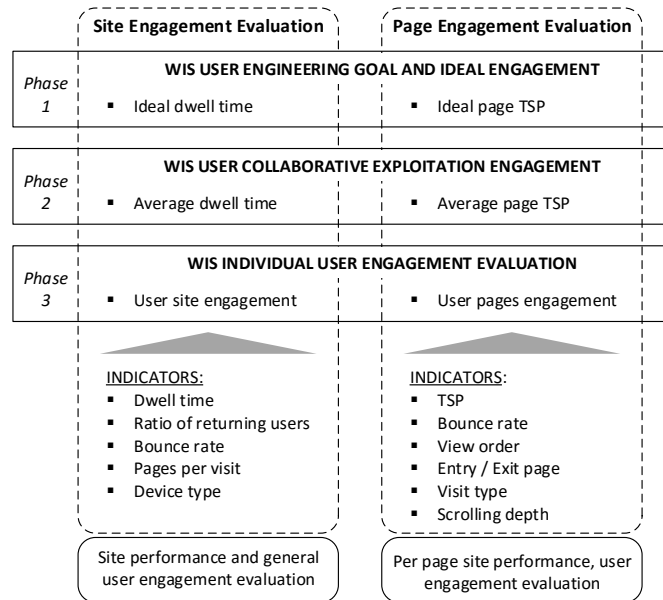 Site Engagement Evaluation
Page Engagement Evaluation
Phase
1
WIS USER ENGINEERING GOAL AND IDEAL ENGAGEMENT
▪ Ideal dwell time
▪ Ideal page TSP
Phase
2
WIS USER COLLABORATIVE EXPLOITATION ENGAGEMENT
▪ Average dwell time
▪ Average page TSP
Phase
3
WIS INDIVIDUAL USER ENGAGEMENT EVALUATION
▪ User site engagement
▪ User pages engagement
INDICATORS:
▪ Dwell time
▪ Ratio of returning users
▪ Bounce rate
▪ Pages per visit
▪ Device type
INDICATORS:
▪ TSP
▪ Bounce rate
▪ View order
▪ Entry / Exit page
▪ Visit type
▪ Scrolling depth
Site performance and general
user engagement evaluation
Per page site performance, user
engagement evaluation